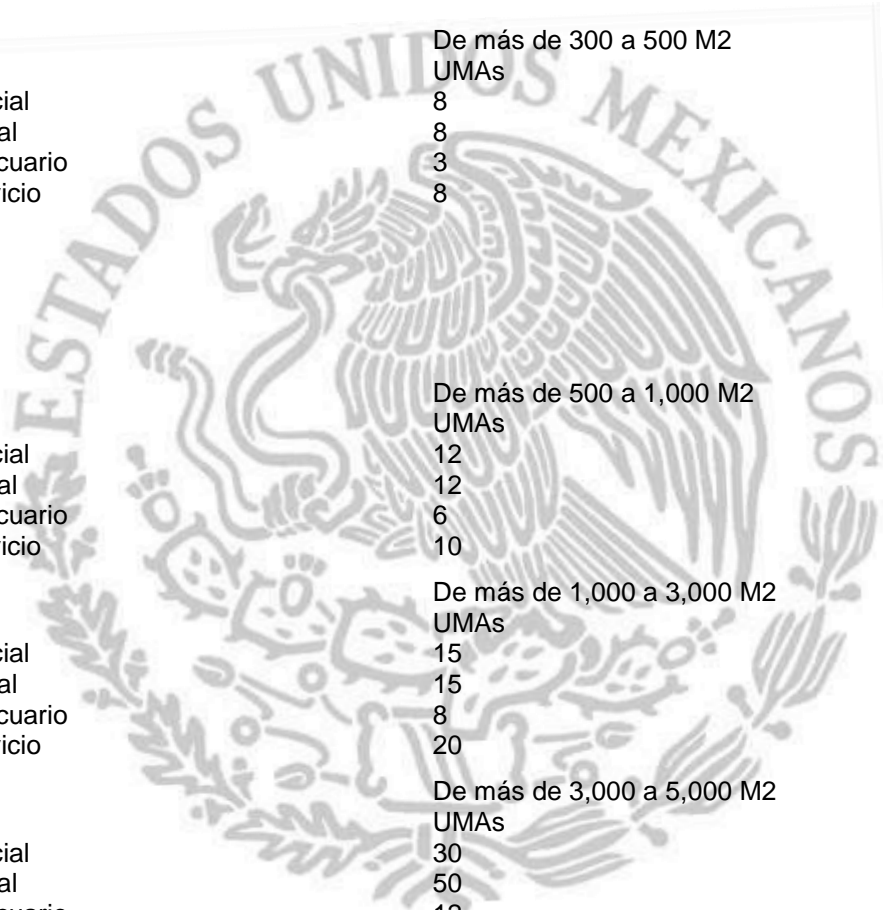 De más de 300 a 500 M2
UMAs
cial 8
al 8
cuario 3
icio 8
ESTADOS UNIDOS MEXICANOS
De más de 500 a 1,000 M2
UMAs
cial 12
al 12
cuario 6
icio 10
De más de 1,000 a 3,000 M2
UMAs
cial 15
al 15
cuario 8
icio 20
De más de 3,000 a 5,000 M2
UMAs
cial 30
al 50